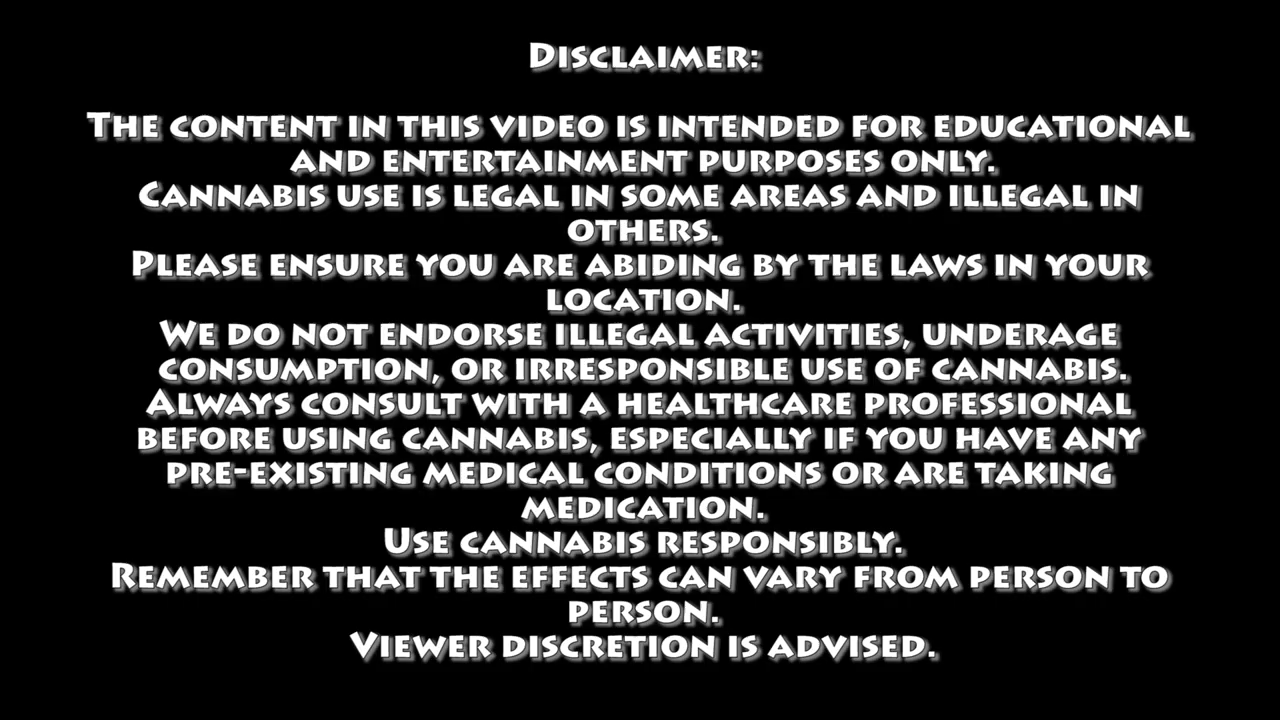 Disclaimer:
The content in this video is intended for educational
and entertainment purposes only.
Cannabis use is legal in some areas and illegal in
others.
Please ensure you are abiding by the laws in your
location.
We do not endorse illegal activities, underage
consumption, or irresponsible use of cannabis.
Always consult with a healthcare professional
before using cannabis, especially if you have any
pre-existing medical conditions or are taking
medication.
Use cannabis responsibly.
Remember that the effects can vary from person to
person.
Viewer discretion is advised.